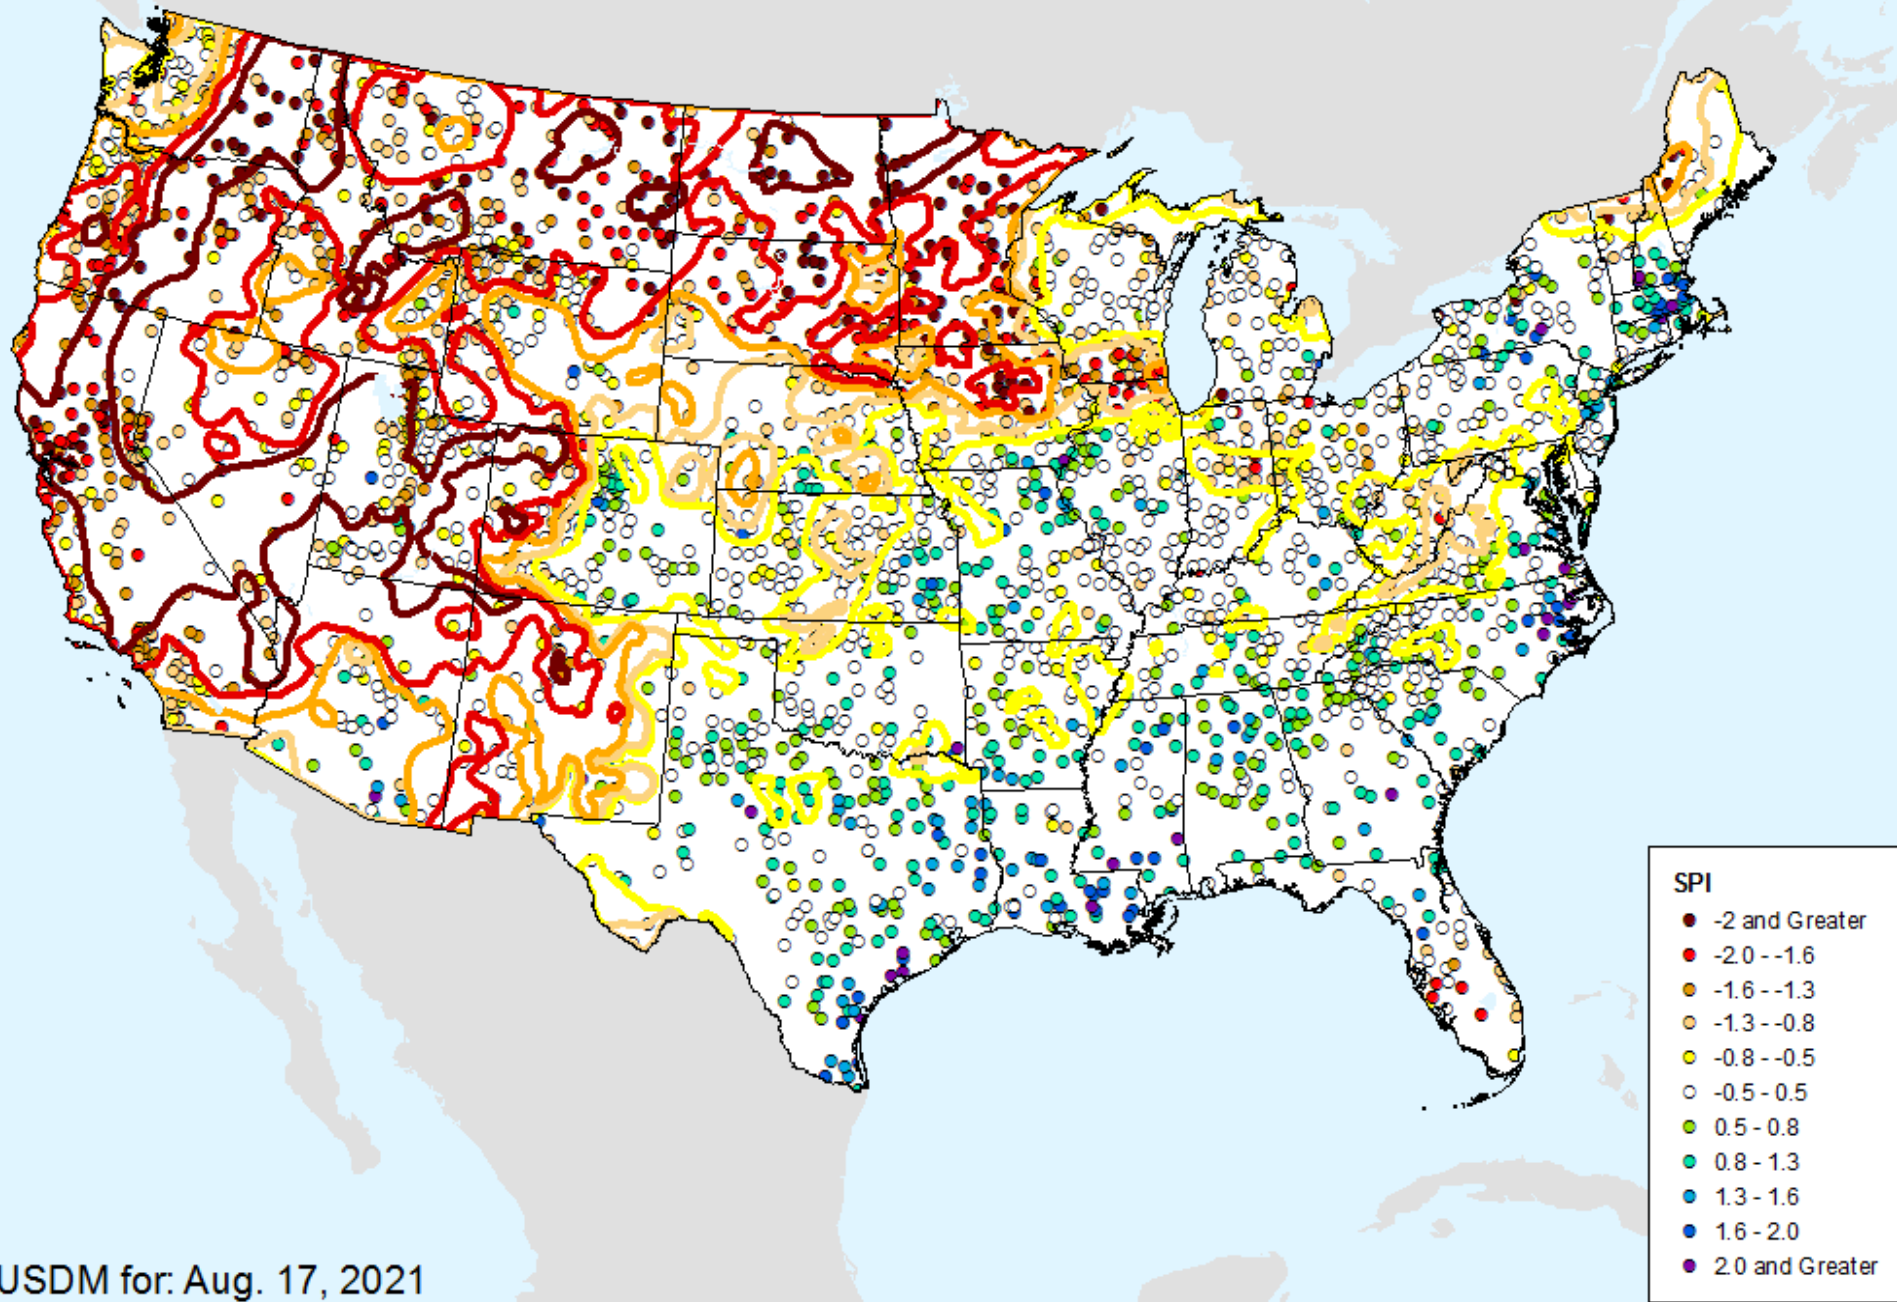 SPI
-2 and Greater
-2.0 - -1.6
-1.6 - -1.3
-1.3 - -0.8
-0.8 - -0.5
-0.5 - 0.5
0.5 - 0.8
0.8 - 1.3
1.3 - 1.6
1.6 - 2.0
2.0 and Greater
USDM for: Aug. 17, 2021